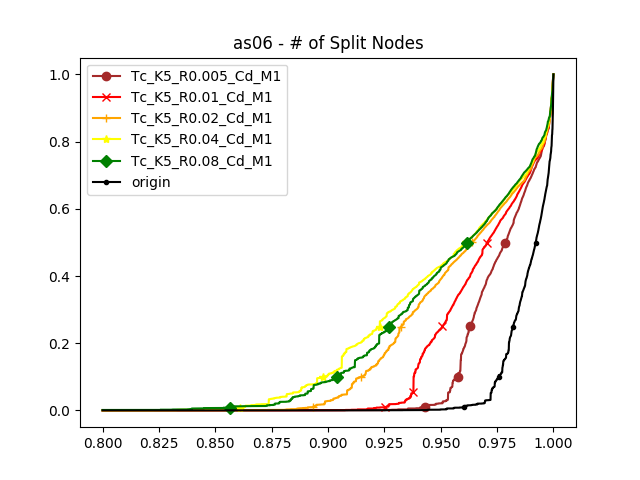 as06 - # of Split Nodes
Tc_K5_R0.005_Cd_M1
Tc_K5_R0.01_Cd_M1
Tc_K5_R0.02_Cd_M1
Tc_K5_R0.04_Cd_M1
Tc_K5_R0.08_Cd_M1
origin
1.0
0.8
0.6
0.4
0.2
0.0
0.800 0.825 0.850 0.875 0.900 0.925 0.950 0.975 1.000